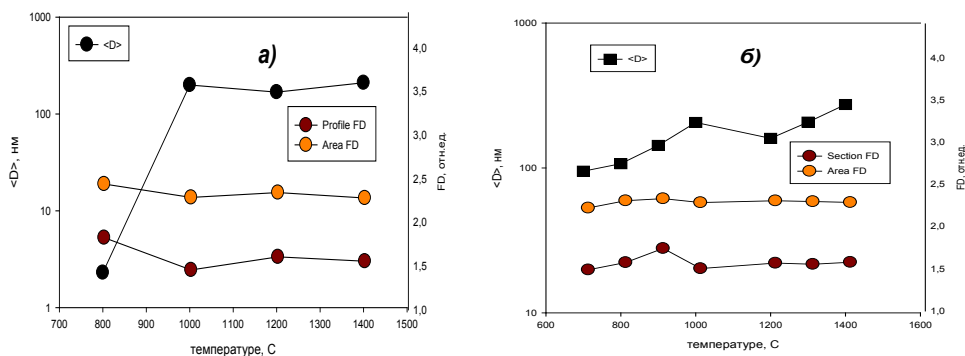 1000
100
10
1
<D>, нм
<D>
а)
Profile FD
Area FD
4,0
3,5
3,0
2,5
2,0
1,5
1,0
FD, отн.ед.
700 800 900 1000 1100 1200 1300 1400 1500
температура, С
1000
100
10
<D>, нм
<D>
б)
Section FD
Area FD
4,0
3,5
3,0
2,5
2,0
1,5
1,0
FD, отн.ед.
600 800 1000 1200 1400 1600
температура, С